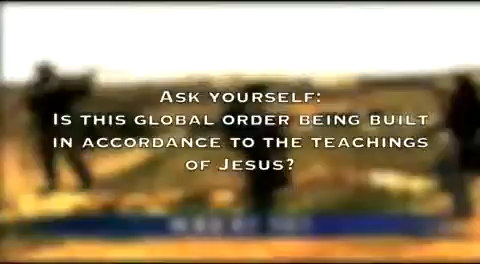 Ask yourself:
Is this global order being built
in accordance to the teachings
of Jesus?